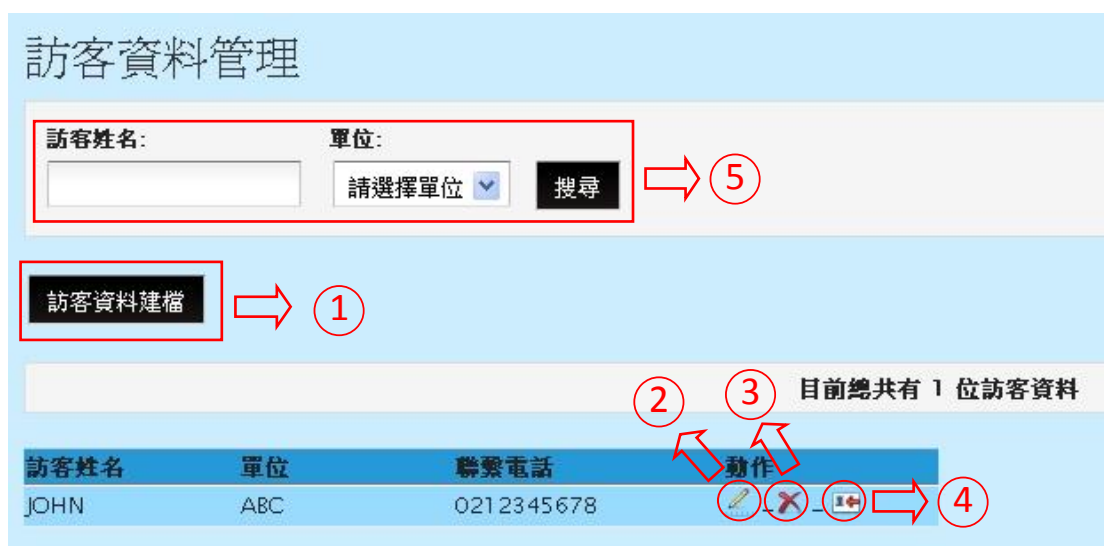 訪客資料管理
訪客姓名: 單位:
請選擇單位 搜尋 ⑤
訪客資料建檔 ①
目前總共有 1 位訪客資料
② ③
訪客姓名 單位 聯繫電話 動作
JOHN ABC 0212345678 _ _ ④